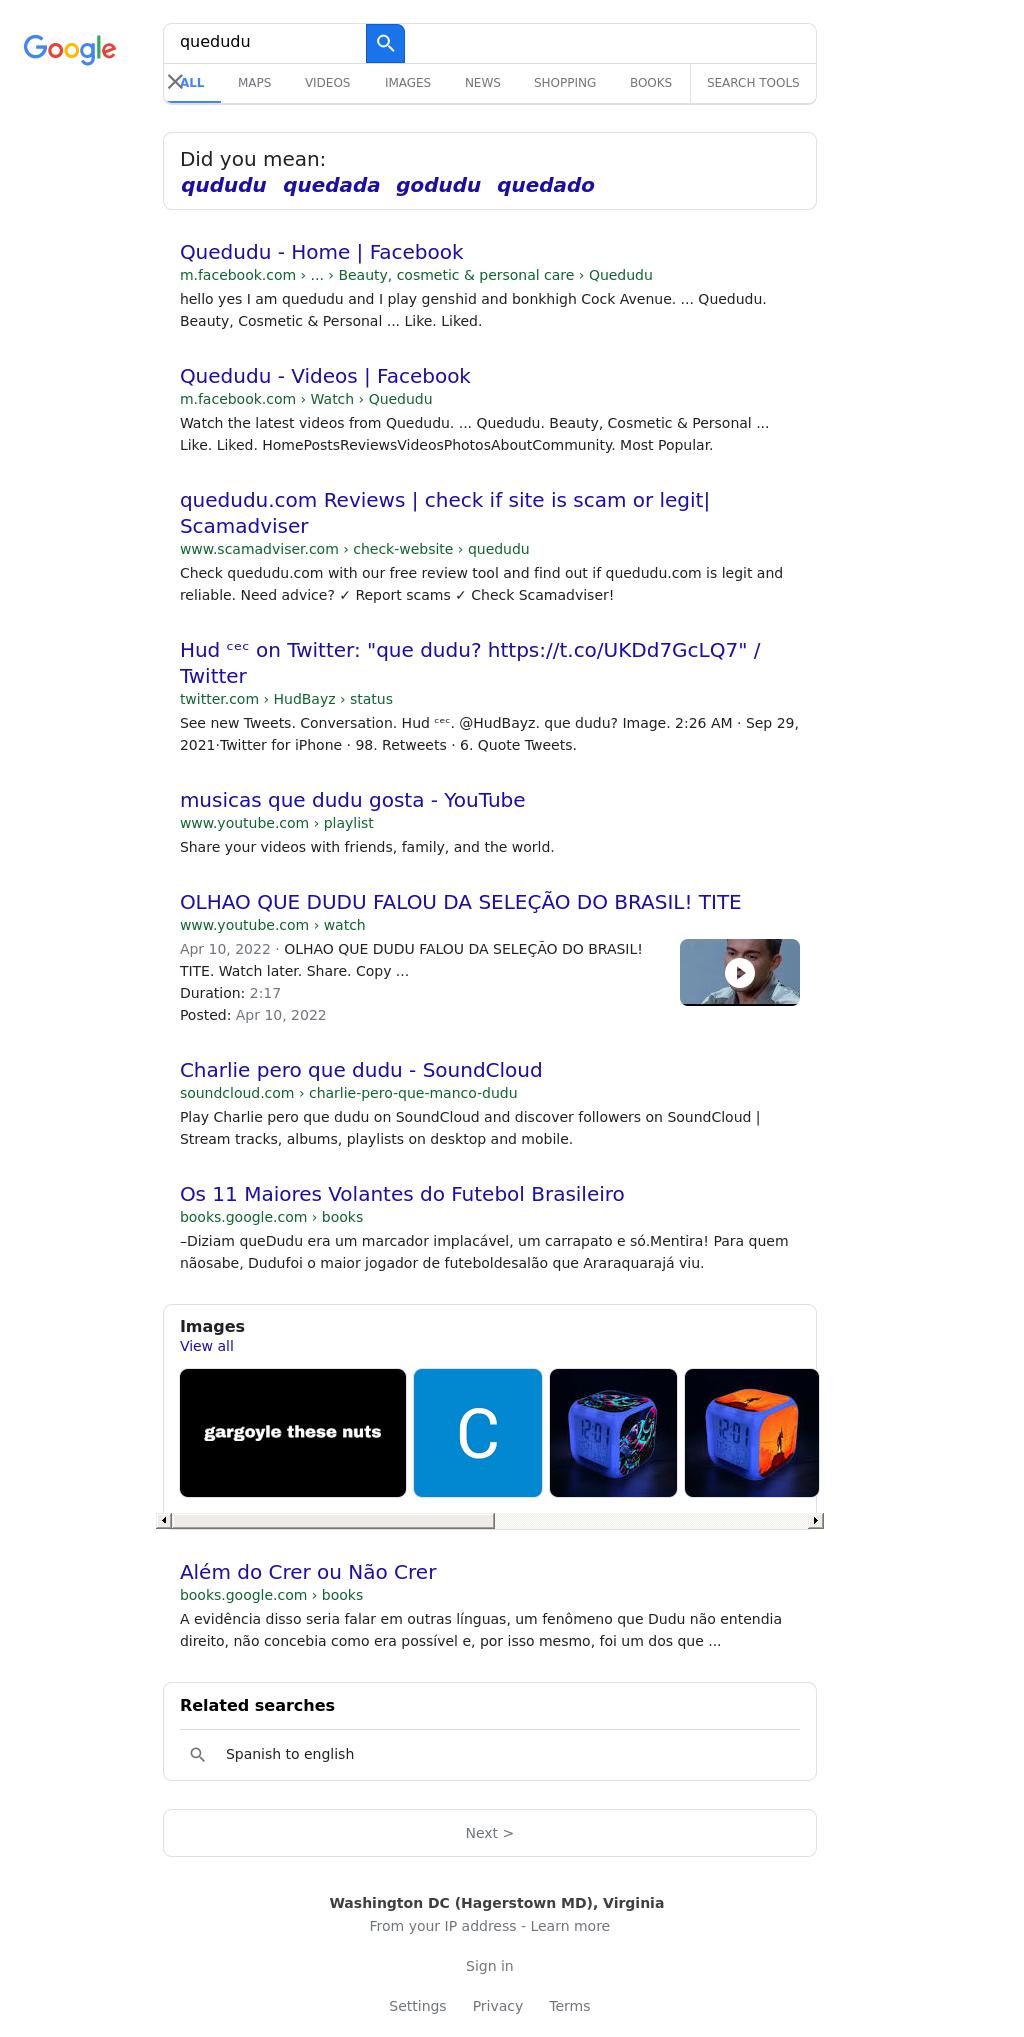 Google
quedudu
ALL MAPS VIDEOS IMAGES NEWS SHOPPING BOOKS SEARCH TOOLS
Did you mean:
qududu quedada godudu quedado
Quedudu - Home | Facebook
m.facebook.com › ... › Beauty, cosmetic & personal care › Quedudu
hello yes I am quedudu and I play genshid and bonkhigh Cock Avenue. ... Quedudu.
Beauty, Cosmetic & Personal ... Like. Liked.
Quedudu - Videos | Facebook
m.facebook.com › Watch › Quedudu
Watch the latest videos from Quedudu. ... Quedudu. Beauty, Cosmetic & Personal ...
Like. Liked. HomePostsReviewsVideosPhotosAboutCommunity. Most Popular.
quedudu.com Reviews | check if site is scam or legit|
Scamadviser
www.scamadviser.com › check-website › quedudu
Check quedudu.com with our free review tool and find out if quedudu.com is legit and
reliable. Need advice? ✓ Report scams ✓ Check Scamadviser!
Hud ᶜᵉᶜ on Twitter: "que dudu? https://t.co/UKDd7GcLQ7" /
Twitter
twitter.com › HudBayz › status
See new Tweets. Conversation. Hud ᶜᵉᶜ. @HudBayz. que dudu? Image. 2:26 AM · Sep 29,
2021·Twitter for iPhone · 98. Retweets · 6. Quote Tweets.
musicas que dudu gosta - YouTube
www.youtube.com › playlist
Share your videos with friends, family, and the world.
OLHAO QUE DUDU FALOU DA SELEÇÃO DO BRASIL! TITE
www.youtube.com › watch
Apr 10, 2022 · OLHAO QUE DUDU FALOU DA SELEÇÃO DO BRASIL!
TITE. Watch later. Share. Copy ...
Duration: 2:17
Posted: Apr 10, 2022
Charlie pero que dudu - SoundCloud
soundcloud.com › charlie-pero-que-manco-dudu
Play Charlie pero que dudu on SoundCloud and discover followers on SoundCloud |
Stream tracks, albums, playlists on desktop and mobile.
Os 11 Maiores Volantes do Futebol Brasileiro
books.google.com › books
–Diziam queDudu era um marcador implacável, um carrapato e só.Mentira! Para quem
nãosabe, Dudufoi o maior jogador de futeboldesalão que Araraquarajá viu.
Images
View all
gargoyle these nuts
C
12:01
12:01
Além do Crer ou Não Crer
books.google.com › books
A evidência disso seria falar em outras línguas, um fenômeno que Dudu não entendia
direito, não concebia como era possível e, por isso mesmo, foi um dos que ...
Related searches
Spanish to english
Next >
Washington DC (Hagerstown MD), Virginia
From your IP address - Learn more
Sign in
Settings Privacy Terms